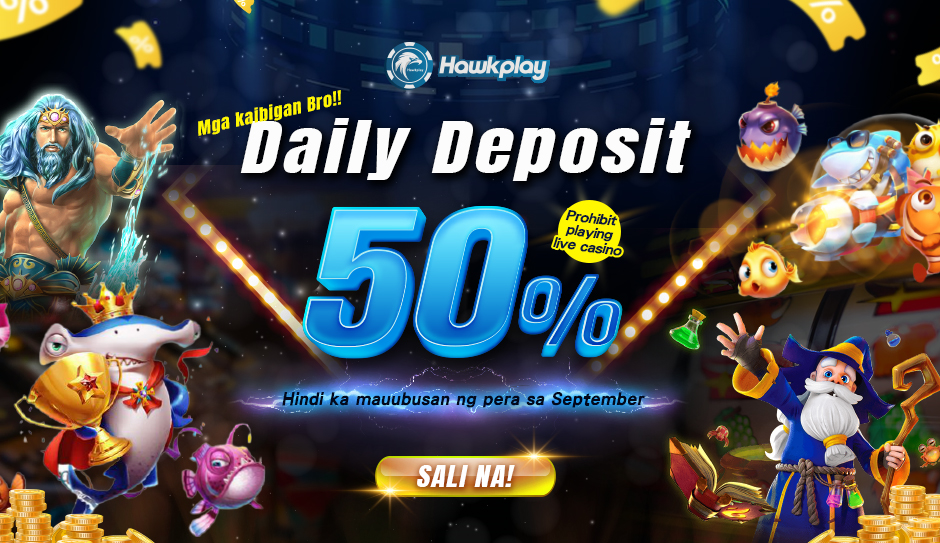 Hawkplay
Mga kaibigan Bro!!
Daily Deposit
50%
Prohibit
playing
live casino
Hindi ka mauubusan ng pera sa September
SALI NA!